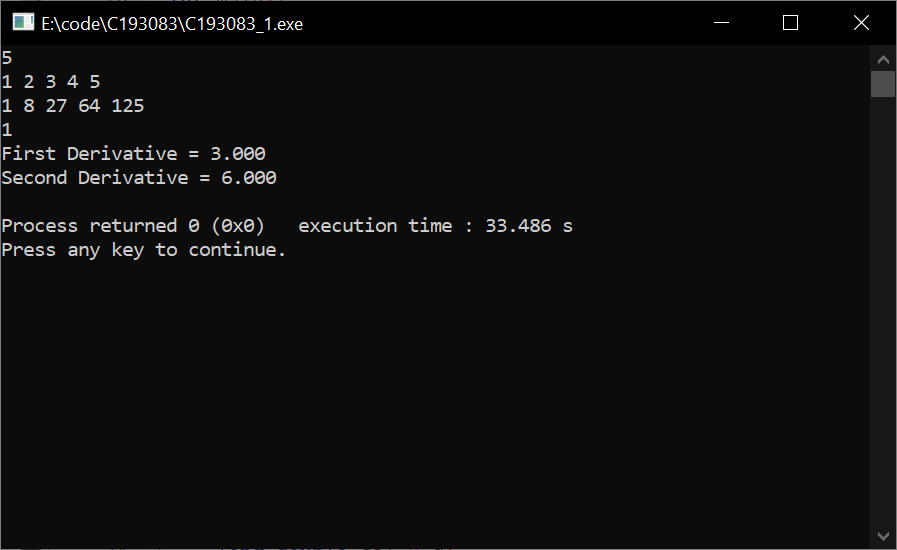 E:\code\C193083\C193083_1.exe
5
1 2 3 4 5
1 8 27 64 125
1
First Derivative = 3.000
Second Derivative = 6.000
Process returned 0 (0x0)   execution time : 33.486 s
Press any key to continue.